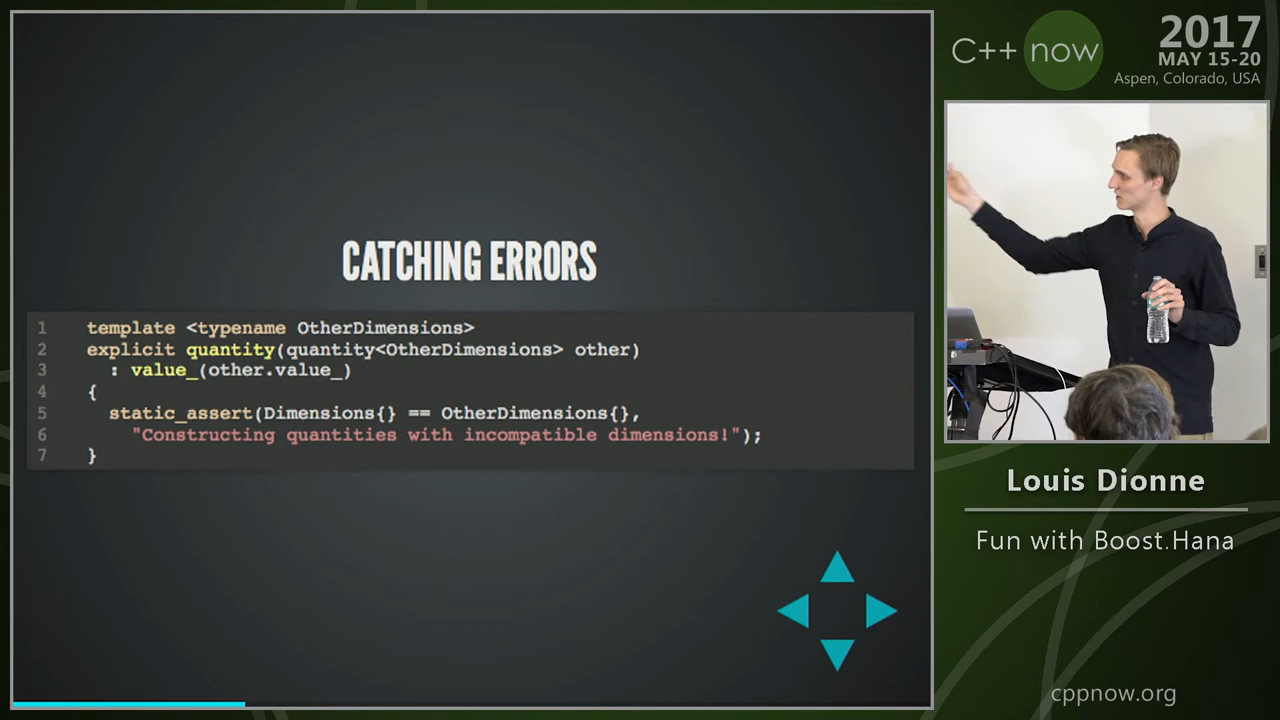 CATCHING ERRORS
1 template <typename OtherDimensions>
2 explicit quantity(quantity<OtherDimensions> other)
3 : value_(other.value_)
4 {
5 static_assert(Dimensions{} == OtherDimensions{},
6 "Constructing quantities with incompatible dimensions!");
7 }
C++ now
2017
MAY 15-20
Aspen, Colorado, USA
Louis Dionne
Fun with Boost.Hana
cppnow.org